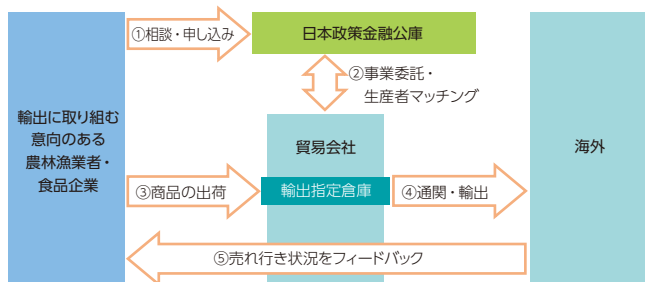 ①相談・申し込み
日本政策金融公庫
②事業委託・
生産者マッチング
輸出に取り組む
意向のある
農林漁業者・
食品企業
貿易会社
海外
③商品の出荷
輸出指定倉庫
④通関・輸出
⑤売れ行き状況をフィードバック